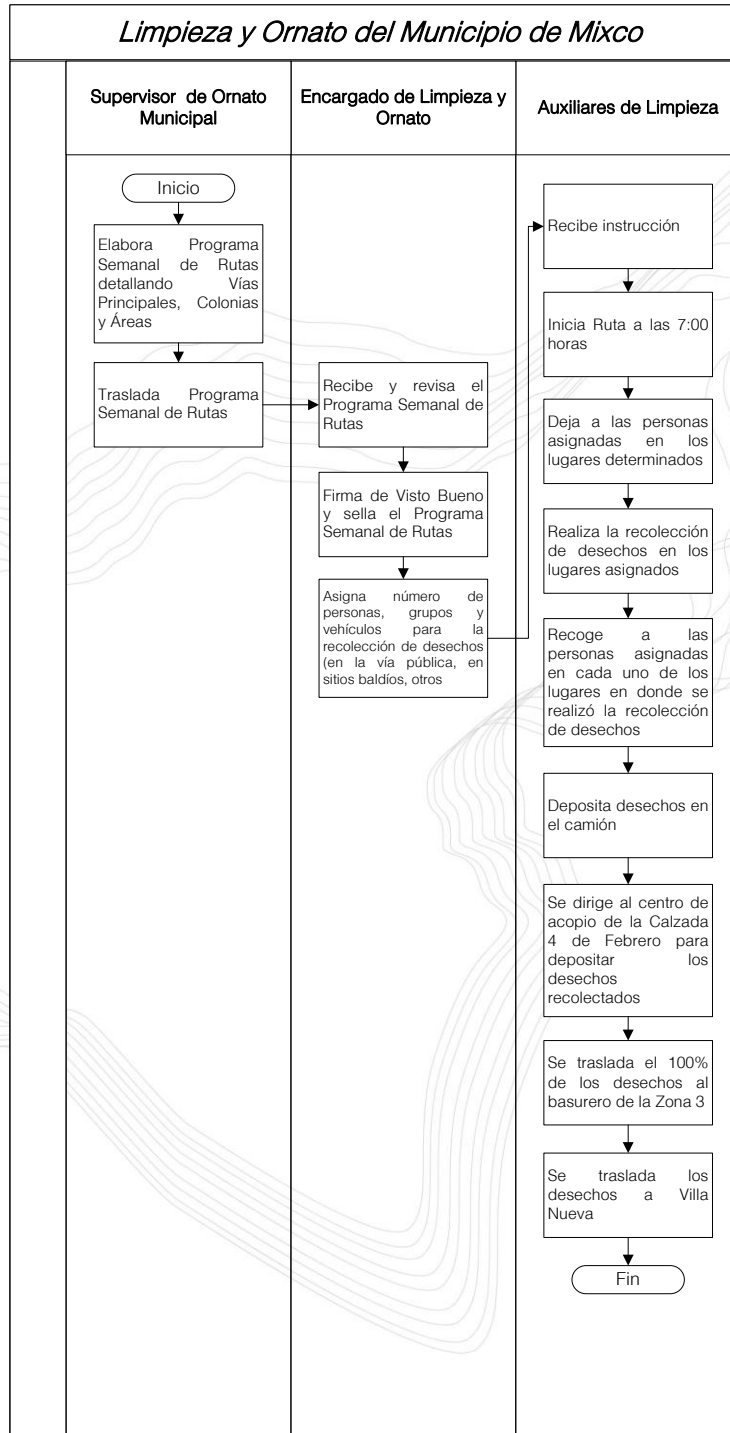 Limpieza y Ornato del Municipio de Mixco
Supervisor de Ornato
Municipal
Encargado de Limpieza y
Ornato
Auxiliares de Limpieza
Inicio
Elabora Programa
Semanal de Rutas
detallando Vías
Principales, Colonias
y Áreas
Traslada Programa
Semanal de Rutas
Recibe y revisa el
Programa Semanal de
Rutas
Firma de Visto Bueno
y sella el Programa
Semanal de Rutas
Asigna número de
personas, grupos y
vehículos para la
recolección de desechos
(en la vía pública, en
sitios baldíos, otros
Recibe instrucción
Inicia Ruta a las 7:00
horas
Deja a las personas
asignadas en los
lugares determinados
Realiza la recolección
de desechos en los
lugares asignados
Recoge a las
personas asignadas
en cada uno de los
lugares en donde se
realizó la recolección
de desechos
Deposita desechos en
el camión
Se dirige al centro de
acopio de la Calzada
4 de Febrero para
depositar los
desechos
recolectados
Se traslada el 100%
de los desechos al
basurero de la Zona 3
Se traslada los
desechos a Villa
Nueva
Fin